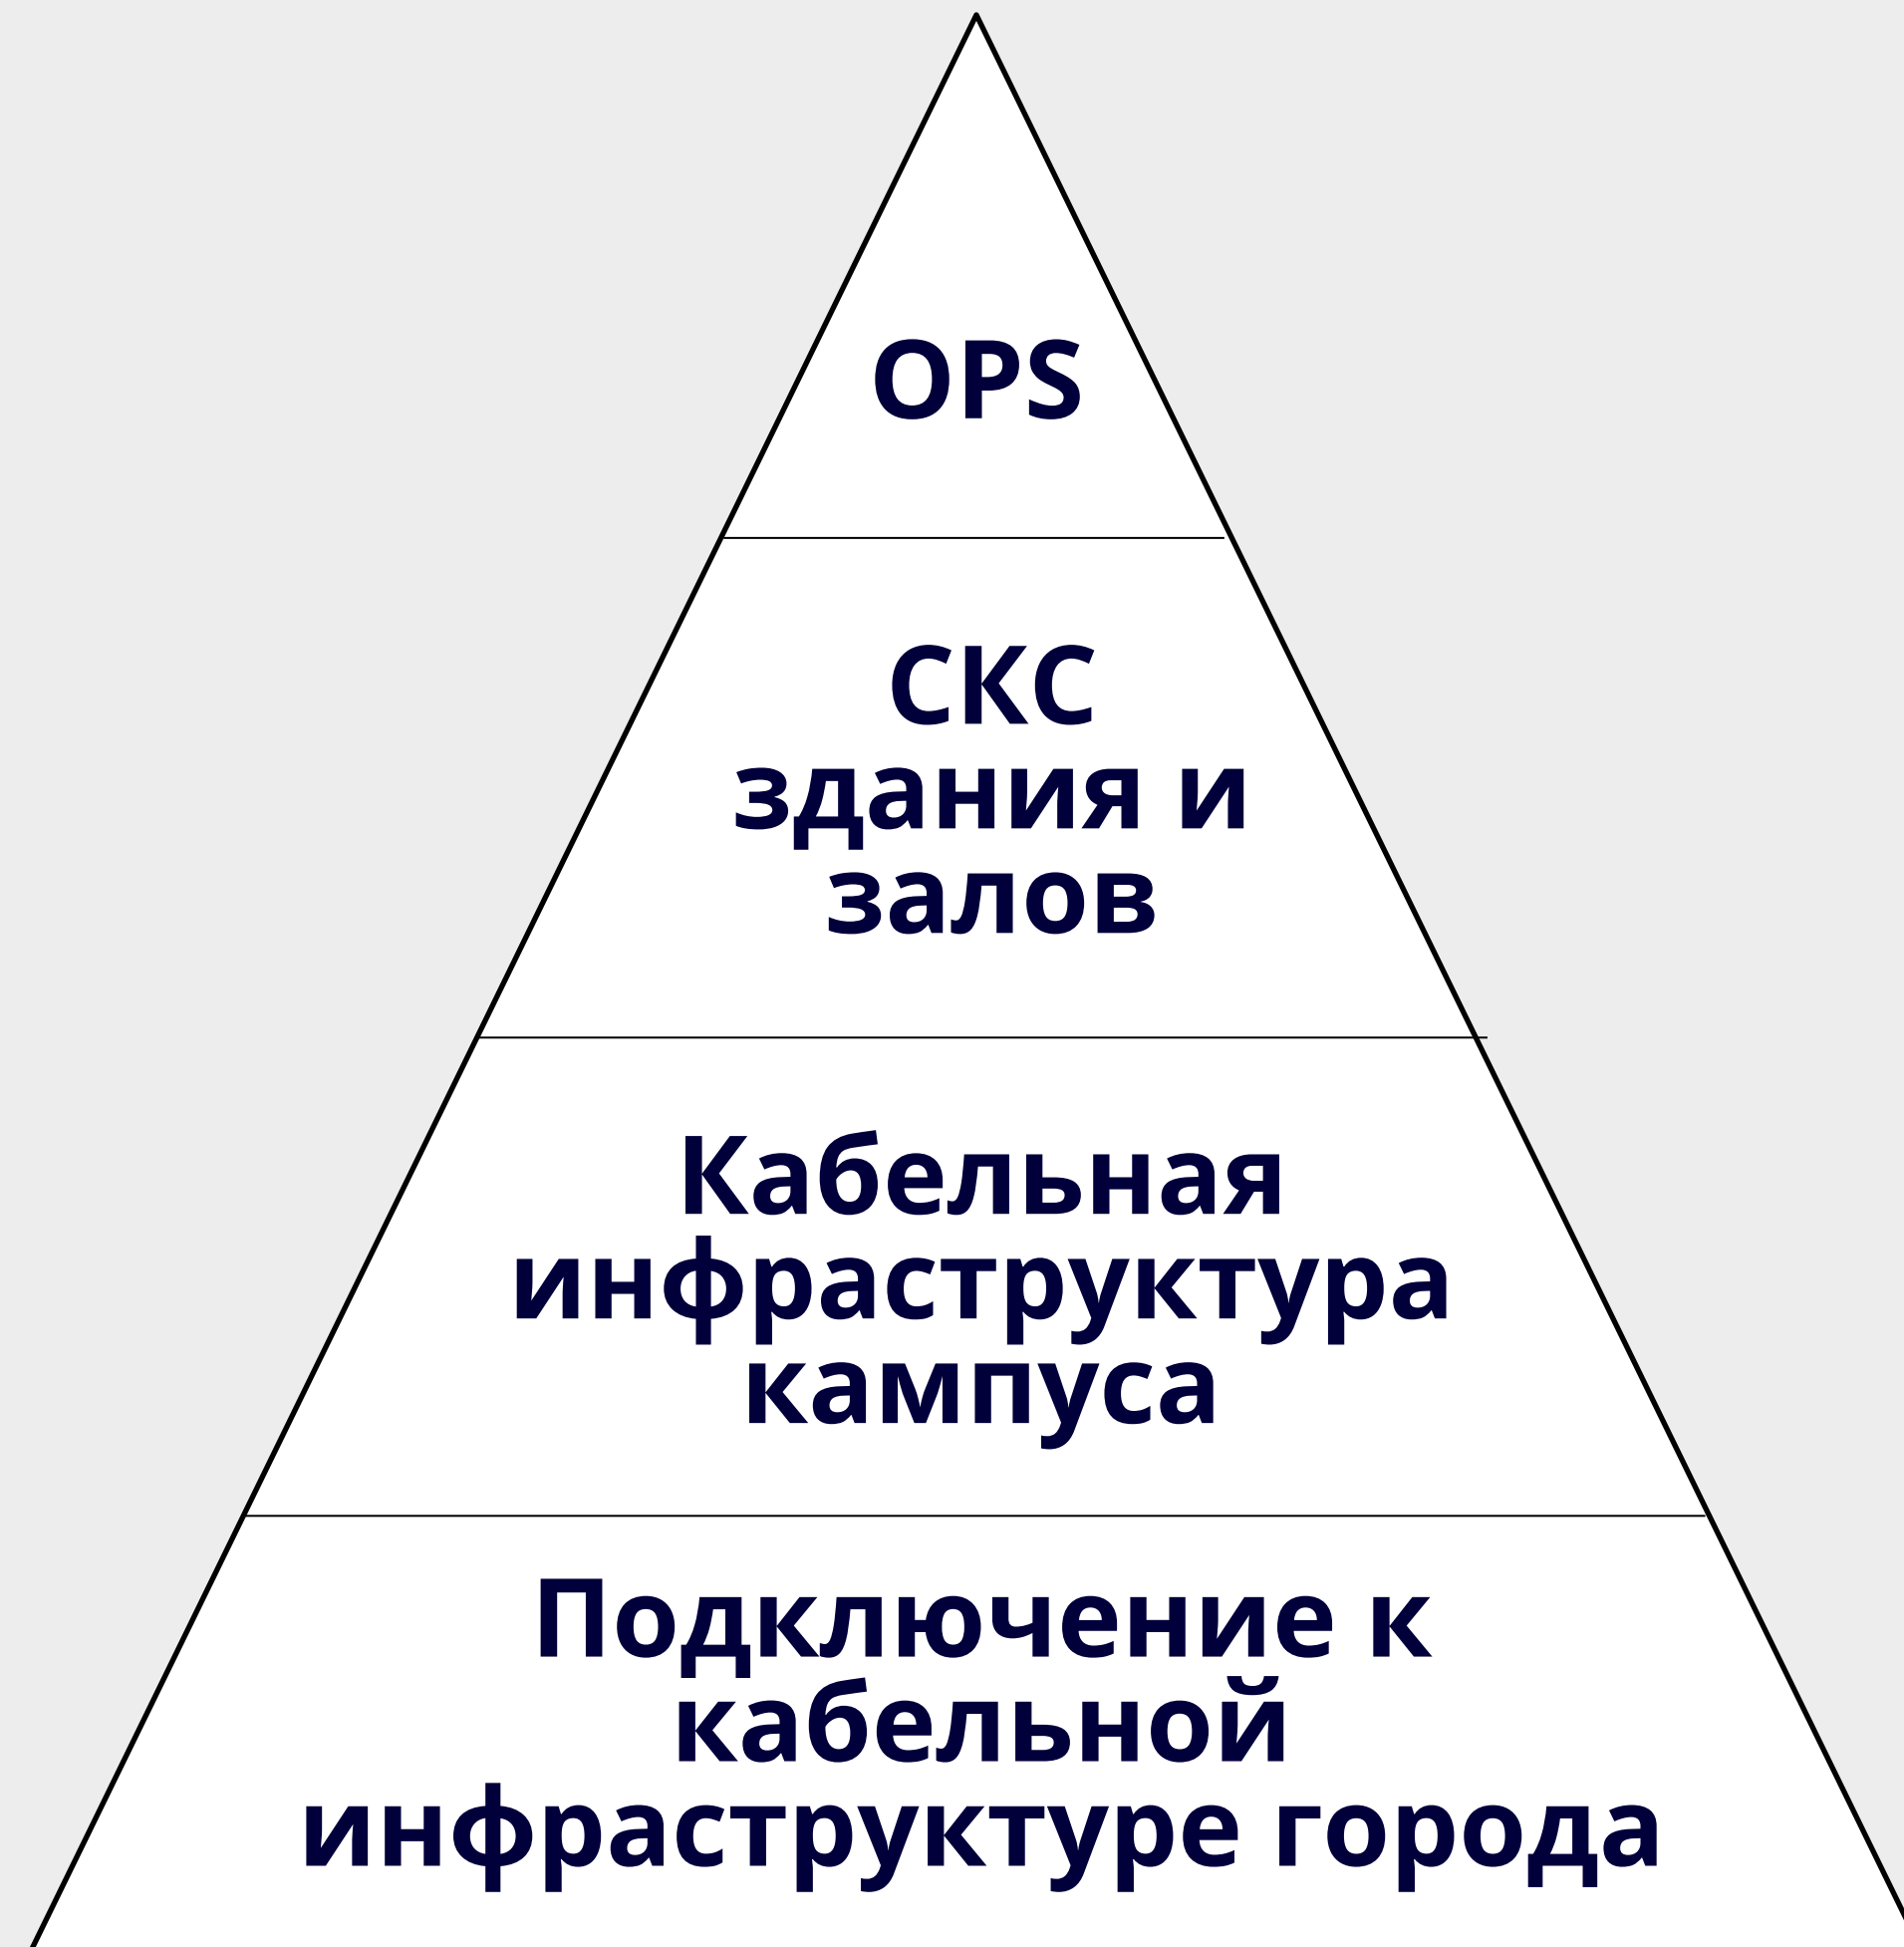 OPS
СКС
здания и
залов
Кабельная
инфраструктура
кампуса
Подключение к
кабельной
инфраструктуре города